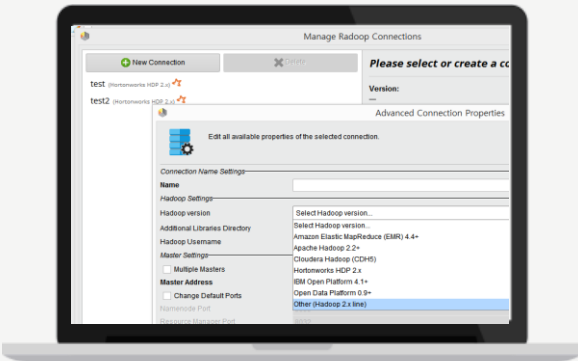 Manage Radoop Connections
New Connection
Delete
Please select or create a co
test (Hortonworks HDP 2.x)
Version:
---
test2 (Hortonworks HDP 2.x)
Advanced Connection Properties
Edit all available properties of the selected connection.
Connection Name Settings
Name
Hadoop Settings
Hadoop version
Select Hadoop version...
Select Hadoop version...
Additional Libraries Directory
Amazon Elastic MapReduce (EMR) 4.4+
Hadoop Username
Apache Hadoop 2.2+
Master Settings
Cloudera Hadoop (CDH5)
Multiple Masters
Hortonworks HDP 2.x
Master Address
IBM Open Platform 4.1+
Change Default Ports
Open Data Platform 0.9+
Namenode Port
Other (Hadoop 2.x line)
Resource Manager Port